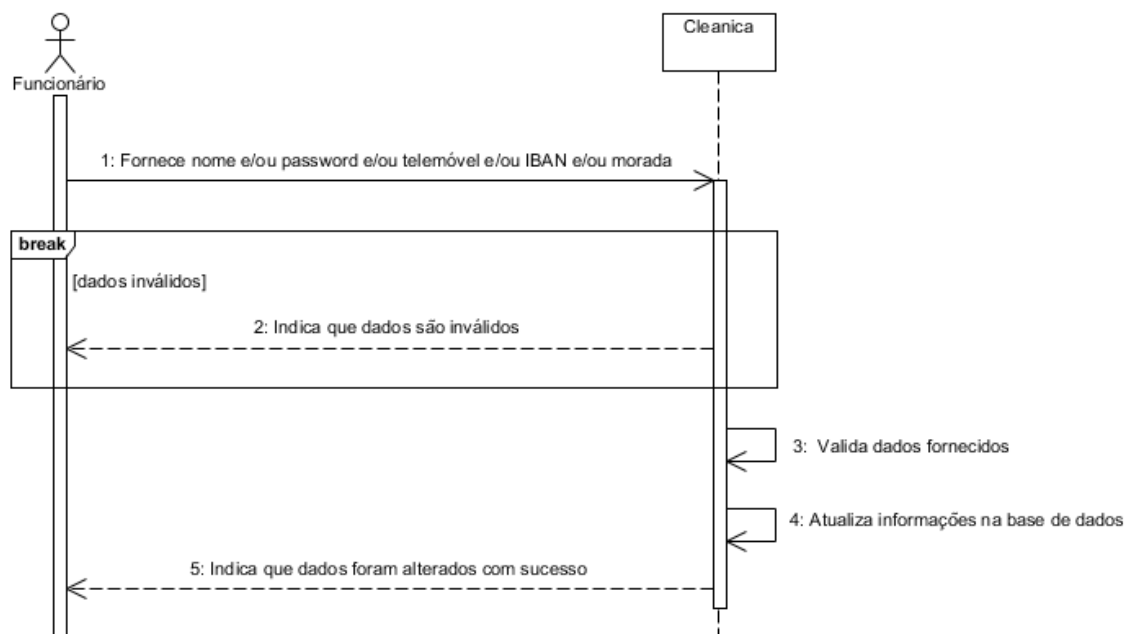 Cleanica
Funcionário
1: Fornece nome e/ou password e/ou telemóvel e/ou IBAN e/ou morada
break
[dados inválidos]
2: Indica que dados são inválidos
3: Valida dados fornecidos
4: Atualiza informações na base de dados
5: Indica que dados foram alterados com sucesso